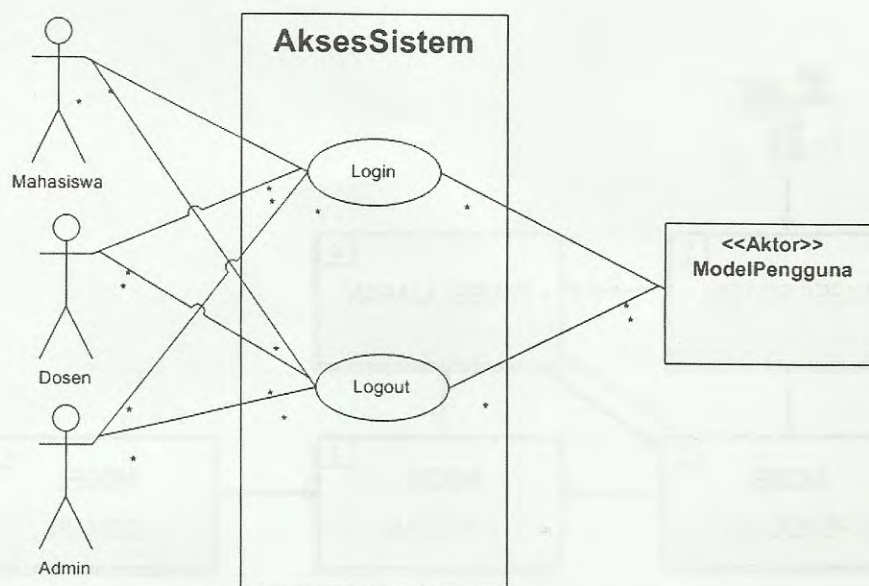 AksesSistem
Mahasiswa
Login
<<Aktor>>
ModelPengguna
Dosen
Logout
Admin